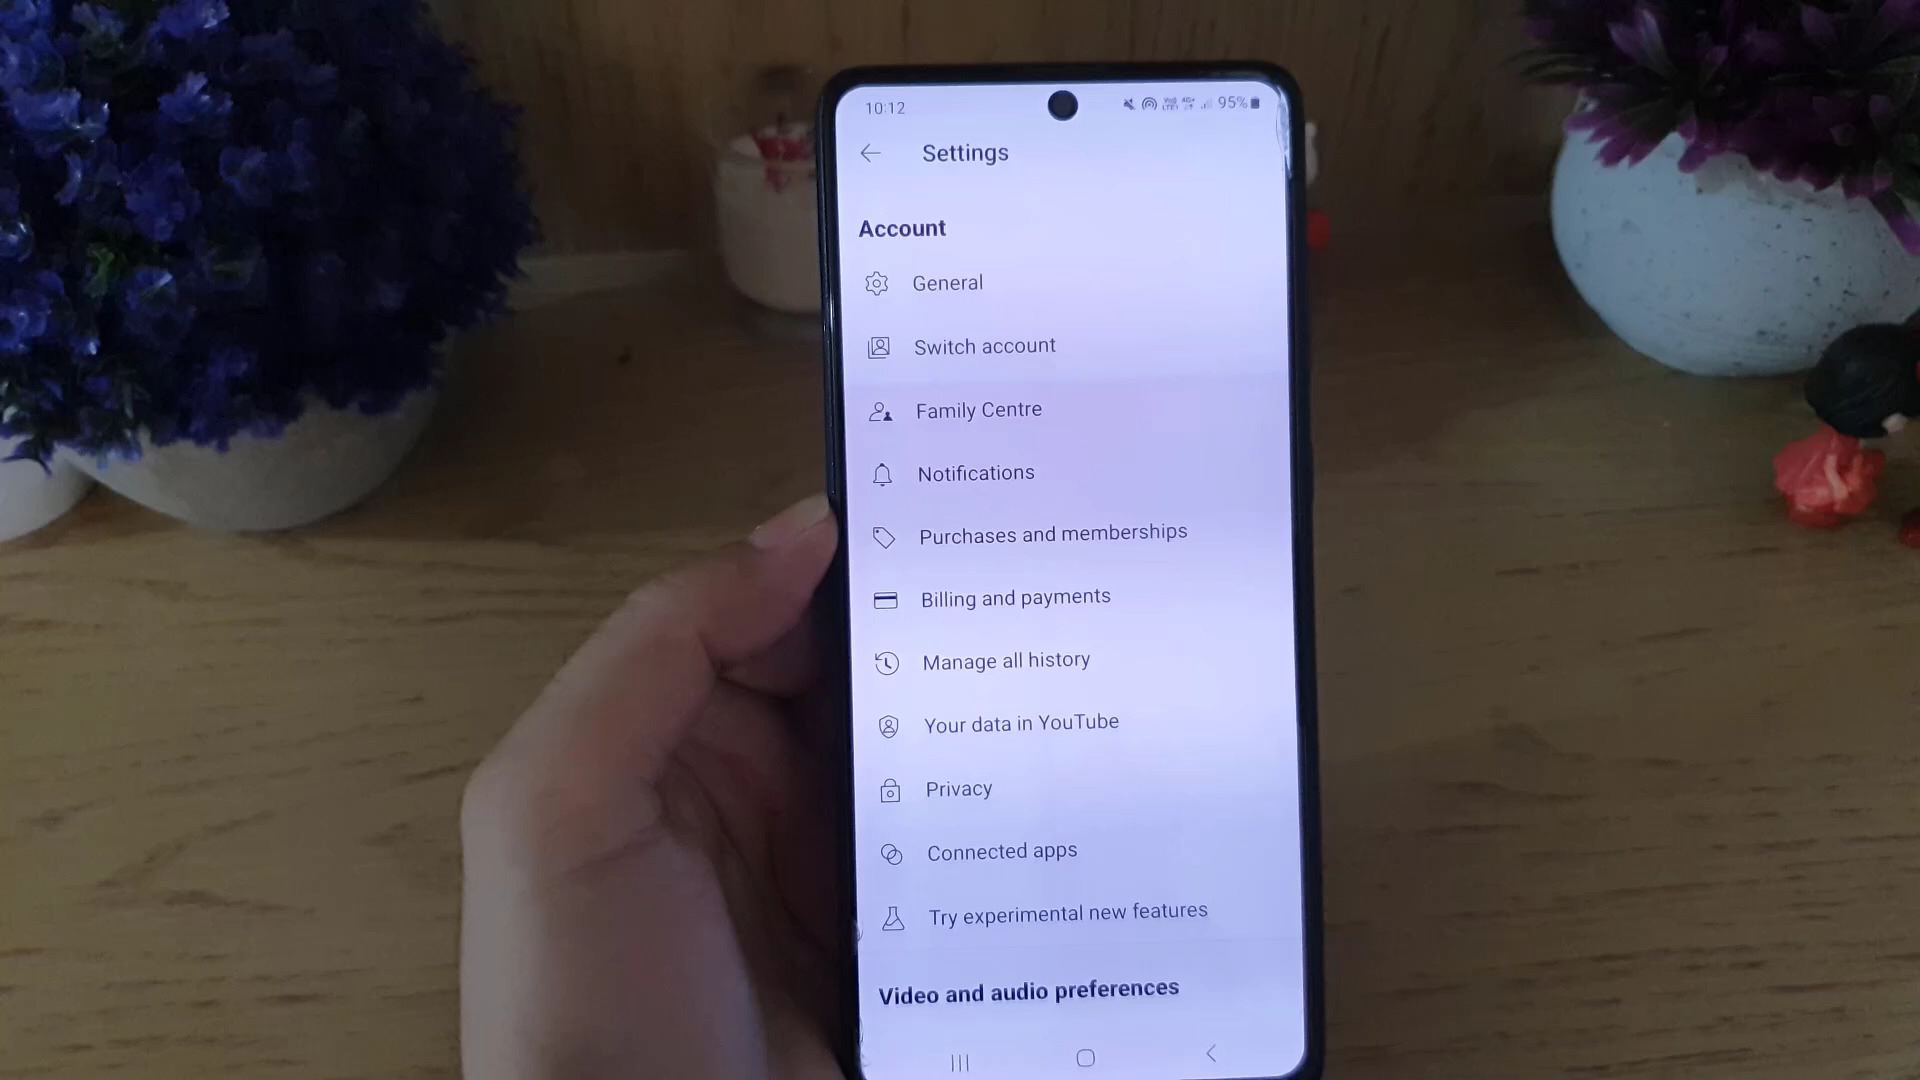 10:12
95%
Settings
Account
General
Switch account
Family Centre
Notifications
Purchases and memberships
Billing and payments
Manage all history
Your data in YouTube
Privacy
Connected apps
Try experimental new features
Video and audio preferences